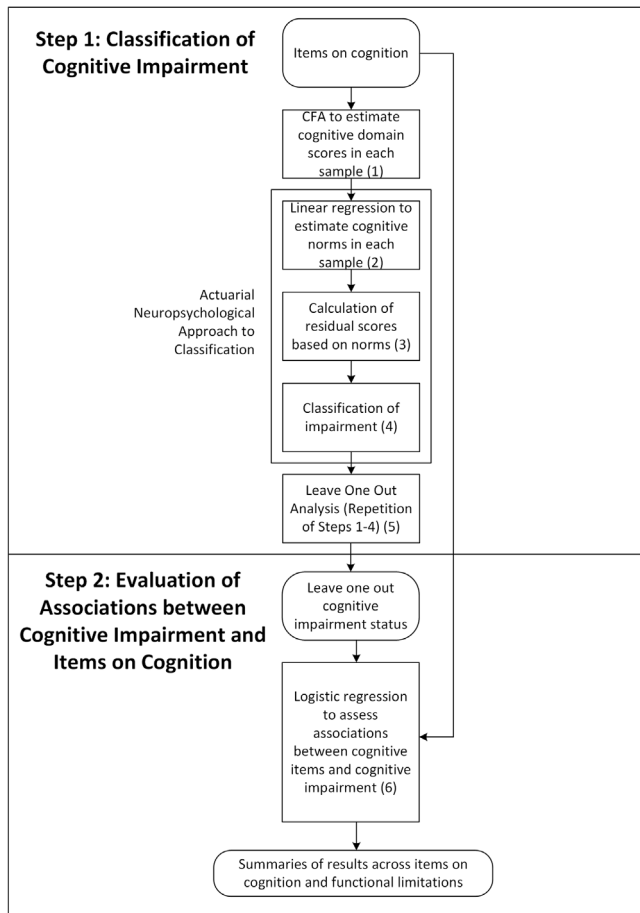 Step 1: Classification of
Cognitive Impairment
Items on cognition
CFA to estimate
cognitive domain
scores in each
sample (1)
Linear regression to
estimate cognitive
norms in each
sample (2)
Actuarial
Neuropsychological
Approach to
Classification
Calculation of
residual scores
based on norms (3)
Classification of
impairment (4)
Leave One Out
Analysis (Repetition
of Steps 1-4) (5)
Step 2: Evaluation of
Associations between
Cognitive Impairment and
Items on Cognition
Leave one out
cognitive
impairment status
Logistic regression
to assess
associations
between cognitive
items and cognitive
impairment (6)
Summaries of results across items on
cognition and functional limitations